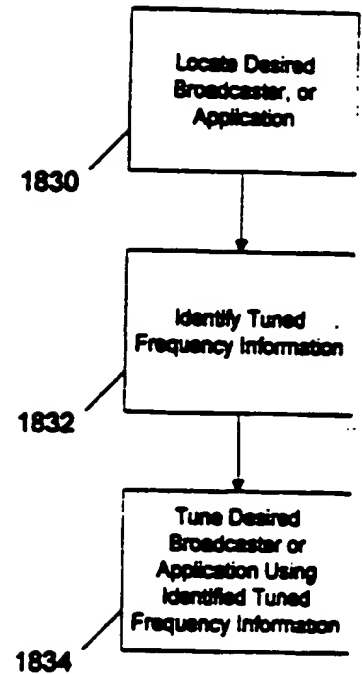 Locate Desired
Broadcaster, or
Application
1830
Identify Tuned
Frequency Information
1832
Tune Desired
Broadcaster or
Application Using
Identified Tuned
Frequency Information
1834